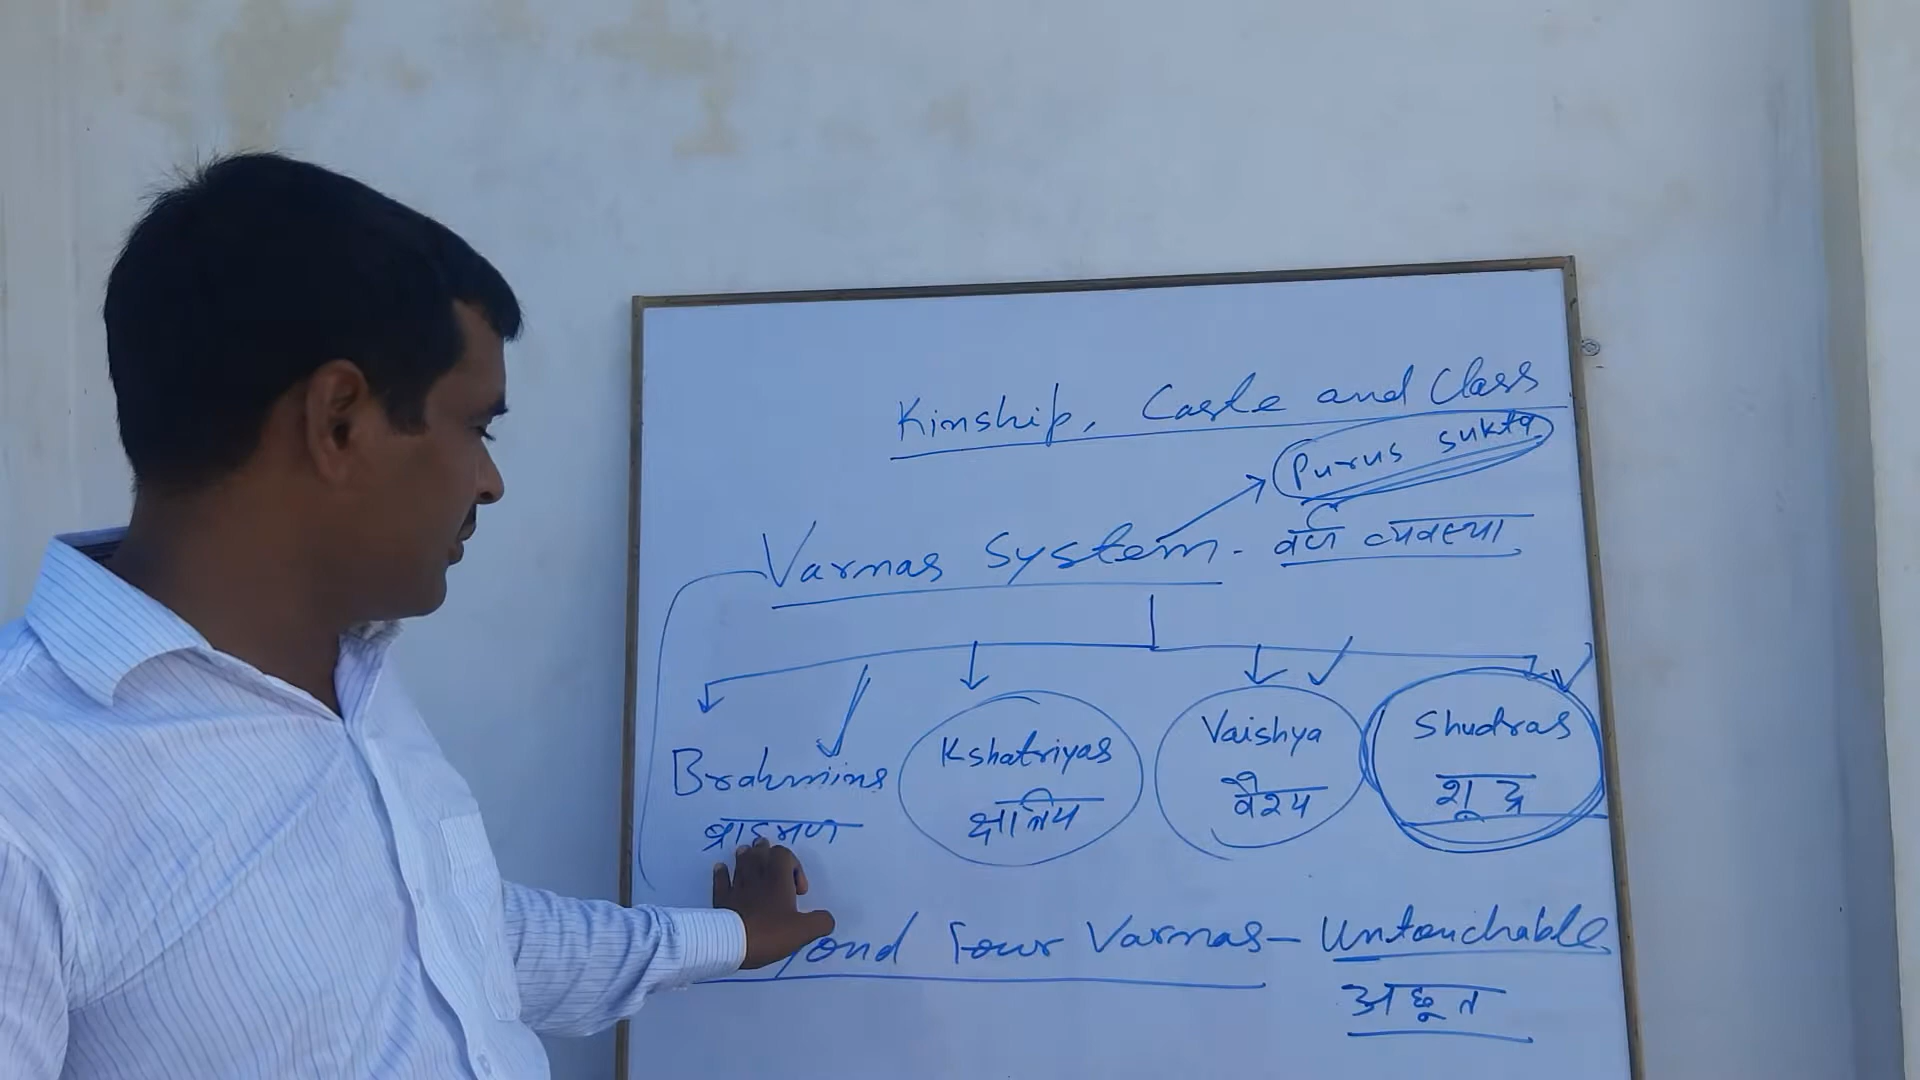 Kinship, Caste and Class
Purus sukta
Varnas System - वर्ण व्यवस्था
Brahmins Kshatriyas Vaishya Shudras
ब्राह्मण क्षत्रिय वैश्य शूद्र
Four Varnas - Untouchable
अछूत